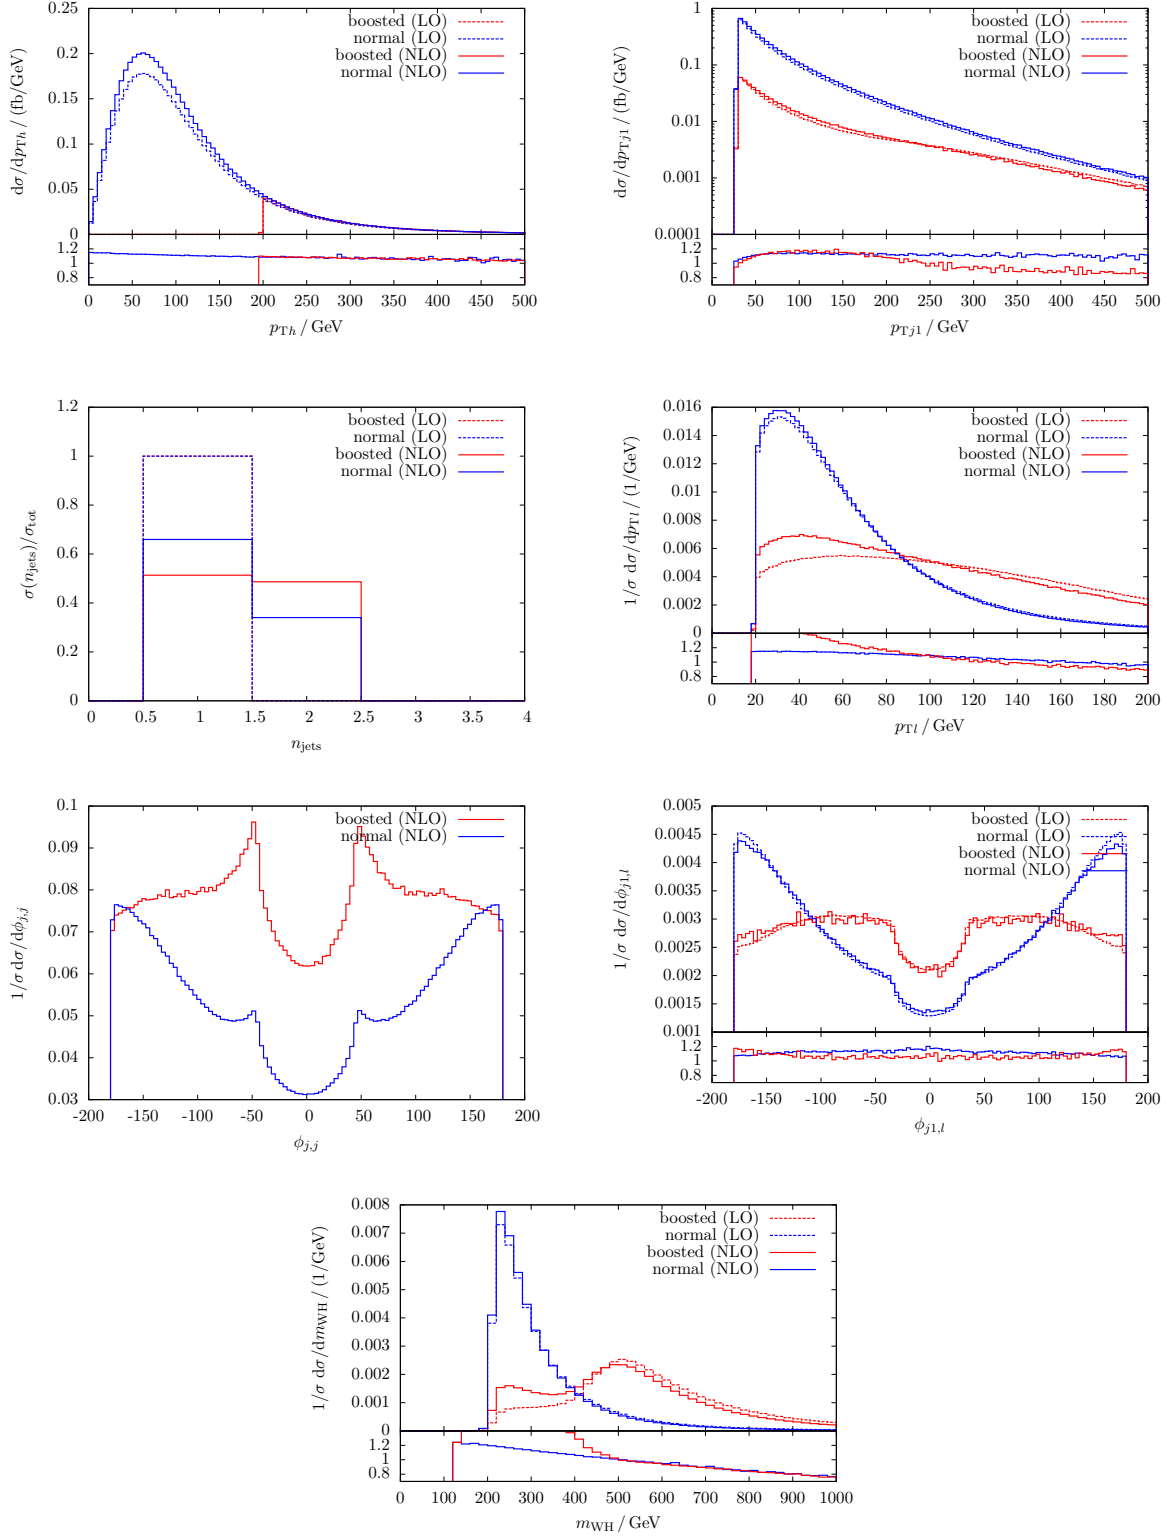 dσ/dp_Th / (fb/GeV)
0.25
0.2
0.15
0.1
0.05
0
boosted (LO)
normal (LO)
boosted (NLO)
normal (NLO)
1.2
1
0.8
0 50 100 150 200 250 300 350 400 450 500
p_Th / GeV
dσ/dp_Tj1 / (fb/GeV)
1
0.1
0.01
0.001
0.0001
boosted (LO)
normal (LO)
boosted (NLO)
normal (NLO)
1.2
1
0.8
0 50 100 150 200 250 300 350 400 450 500
p_Tj1 / GeV
σ(n_jets)/σ_tot
1.2
1
0.8
0.6
0.4
0.2
0
boosted (LO)
normal (LO)
boosted (NLO)
normal (NLO)
0 0.5 1 1.5 2 2.5 3 3.5 4
n_jets
1/σ dσ/dp_Tl / (1/GeV)
0.016
0.014
0.012
0.01
0.008
0.006
0.004
0.002
0
boosted (LO)
normal (LO)
boosted (NLO)
normal (NLO)
1.2
1
0.8
0 20 40 60 80 100 120 140 160 180 200
p_Tl / GeV
1/σ dσ/dϕ_j,j
0.1
0.09
0.08
0.07
0.06
0.05
0.04
0.03
boosted (NLO)
normal (NLO)
-200 -150 -100 -50 0 50 100 150 200
ϕ_j,j
1/σ dσ/dϕ_j1,l
0.005
0.0045
0.004
0.0035
0.003
0.0025
0.002
0.0015
0.001
boosted (LO)
normal (LO)
boosted (NLO)
normal (NLO)
1.2
1
0.8
-200 -150 -100 -50 0 50 100 150 200
ϕ_j1,l
1/σ dσ/dm_WH / (1/GeV)
0.008
0.007
0.006
0.005
0.004
0.003
0.002
0.001
0
boosted (LO)
normal (LO)
boosted (NLO)
normal (NLO)
1.2
1
0.8
0 100 200 300 400 500 600 700 800 900 1000
m_WH / GeV